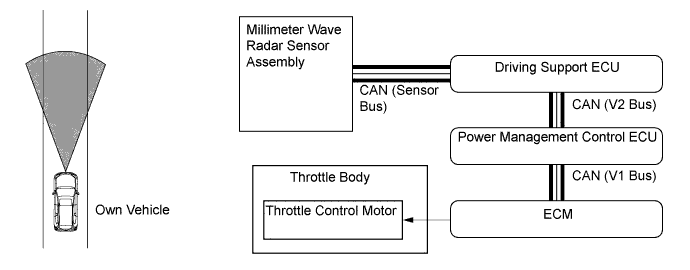 Millimeter Wave
Radar Sensor
Assembly
CAN (Sensor
Bus)
Driving Support ECU
CAN (V2 Bus)
Power Management Control ECU
CAN (V1 Bus)
ECM
Throttle Body
Throttle Control Motor
Own Vehicle